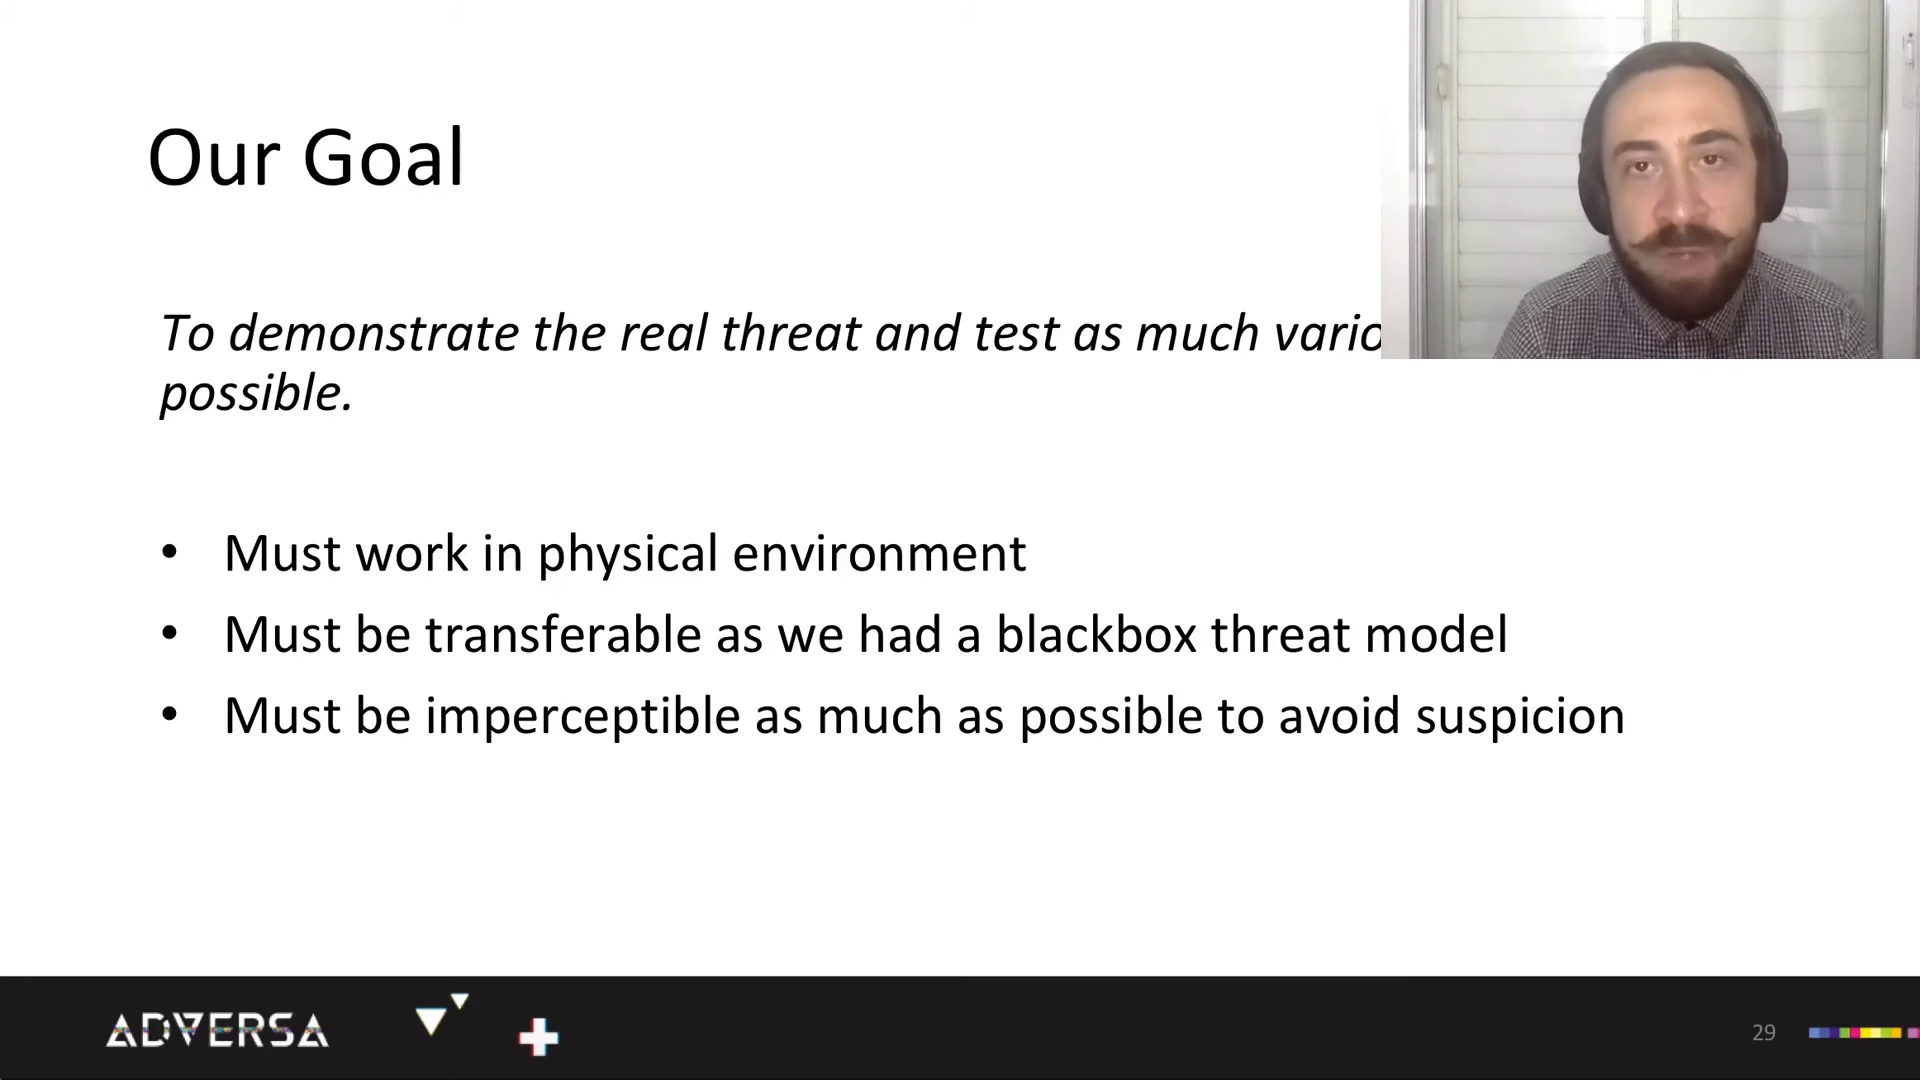 Our Goal
To demonstrate the real threat and test as much
possible.
• Must work in physical environment
• Must be transferable as we had a blackbox threat model
• Must be imperceptible as much as possible to avoid suspicion
ADVERSA
29